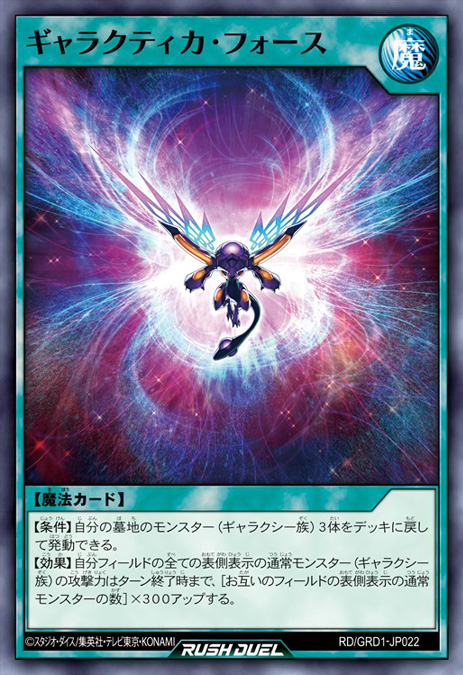 ギャラクティカ・フォース
魔
【魔法カード】
【条件】自分の墓地のモンスター(ギャラクシー族)3体をデッキに戻し
て発動できる。
【効果】自分フィールドの全ての表側表示の通常モンスター(ギャラクシー
族)の攻撃力はターン終了時まで、[お互いのフィールドの表側表示の通常
モンスターの数]×300アップする。
©スタジオ・ダイス/集英社・テレビ東京・KONAMI
RUSH DUEL
RD/GRD1-JP022